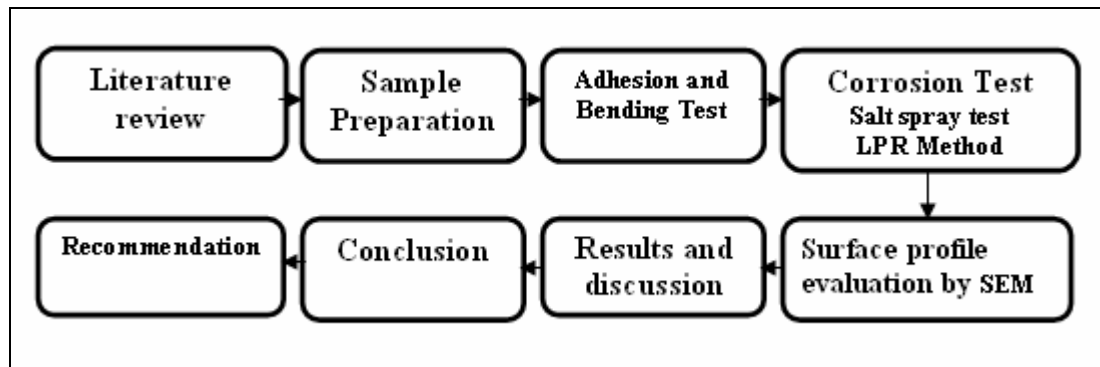 Literature
review
Sample
Preparation
Adhesion and
Bending Test
Corrosion Test
Salt spray test
LPR Method
Surface profile
evaluation by SEM
Results and
discussion
Conclusion
Recommendation